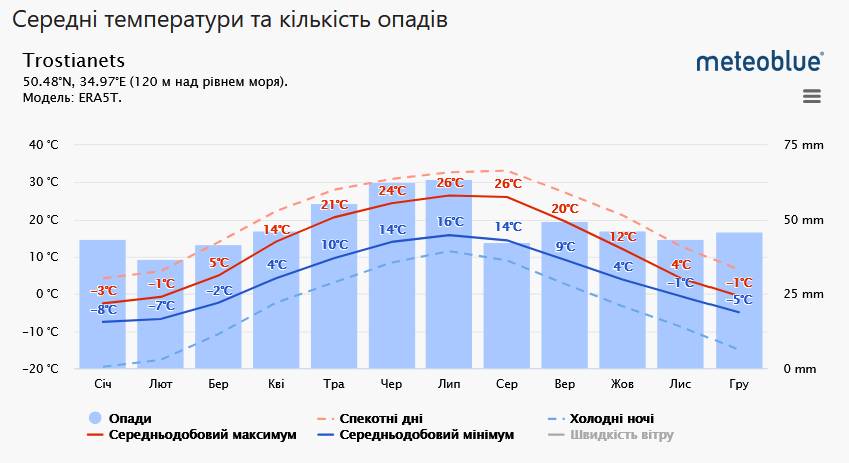 Середні температури та кількість опадів
Trostianets
50.48°N, 34.97°E (120 м над рівнем моря).
Модель: ERA5T.
meteoblue®
40 °C
30 °C
20 °C
10 °C
0 °C
−10 °C
−20 °C
75 mm
50 mm
25 mm
0 mm
−3°C −1°C 5°C 14°C 21°C 24°C 26°C 26°C 20°C 12°C 4°C −1°C
−8°C −7°C −2°C 4°C 10°C 14°C 16°C 14°C 9°C 4°C −1°C −5°C
Січ Лют Бер Кві Тра Чер Лип Сер Вер Жов Лис Гру
Опади Спекотні дні Холодні ночі
Середньодобовий максимум Середньодобовий мінімум Швидкість вітру